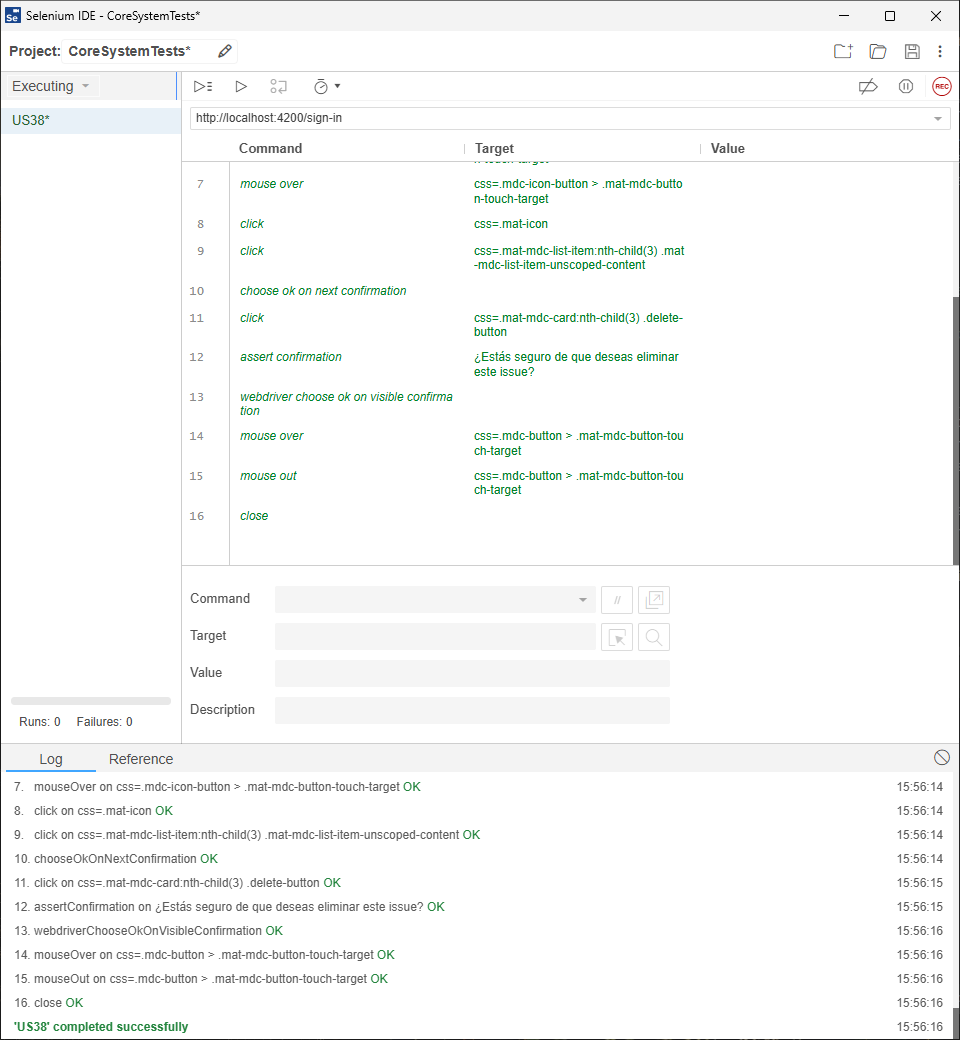 Selenium IDE - CoreSystemTests*
Project: CoreSystemTests*
Executing
http://localhost:4200/sign-in
US38*
REC
Command Target Value
n-touch-target
7 mouse over css=.mdc-icon-button > .mat-mdc-butto
n-touch-target
8 click css=.mat-icon
9 click css=.mat-mdc-list-item:nth-child(3) .mat
-mdc-list-item-unscoped-content
10 choose ok on next confirmation
11 click css=.mat-mdc-card:nth-child(3) .delete-
button
12 assert confirmation ¿Estás seguro de que deseas eliminar
este issue?
13 webdriver choose ok on visible confirma
tion
14 mouse over css=.mdc-button > .mat-mdc-button-tou
ch-target
15 mouse out css=.mdc-button > .mat-mdc-button-tou
ch-target
16 close
Command //
Target
Value
Description
Runs: 0 Failures: 0
Log Reference
7. mouseOver on css=.mdc-icon-button > .mat-mdc-button-touch-target OK 15:56:14
8. click on css=.mat-icon OK 15:56:14
9. click on css=.mat-mdc-list-item:nth-child(3) .mat-mdc-list-item-unscoped-content OK 15:56:14
10. chooseOkOnNextConfirmation OK 15:56:14
11. click on css=.mat-mdc-card:nth-child(3) .delete-button OK 15:56:15
12. assertConfirmation on ¿Estás seguro de que deseas eliminar este issue? OK 15:56:15
13. webdriverChooseOkOnVisibleConfirmation OK 15:56:16
14. mouseOver on css=.mdc-button > .mat-mdc-button-touch-target OK 15:56:16
15. mouseOut on css=.mdc-button > .mat-mdc-button-touch-target OK 15:56:16
16. close OK 15:56:16
'US38' completed successfully 15:56:16